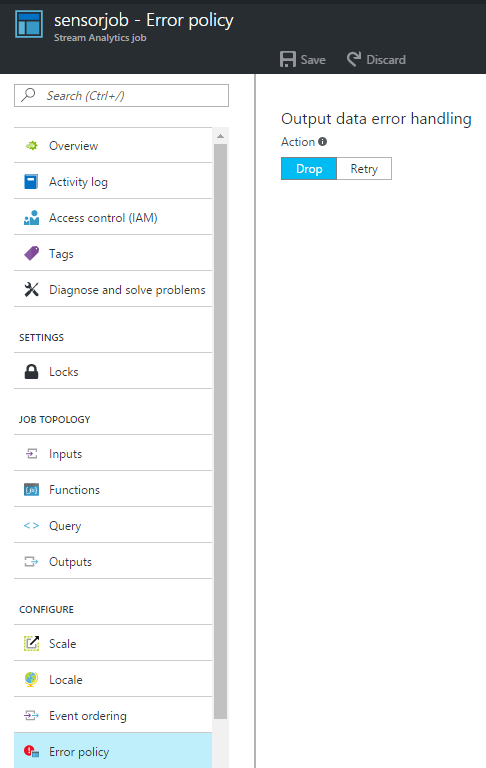 sensorjob - Error policy
Stream Analytics job
Save
Discard
Search (Ctrl+/)
Overview
Activity log
Access control (IAM)
Tags
Diagnose and solve problems
SETTINGS
Locks
JOB TOPOLOGY
Inputs
Functions
Query
Outputs
CONFIGURE
Scale
Locale
Event ordering
Error policy
Output data error handling
Action
Drop
Retry